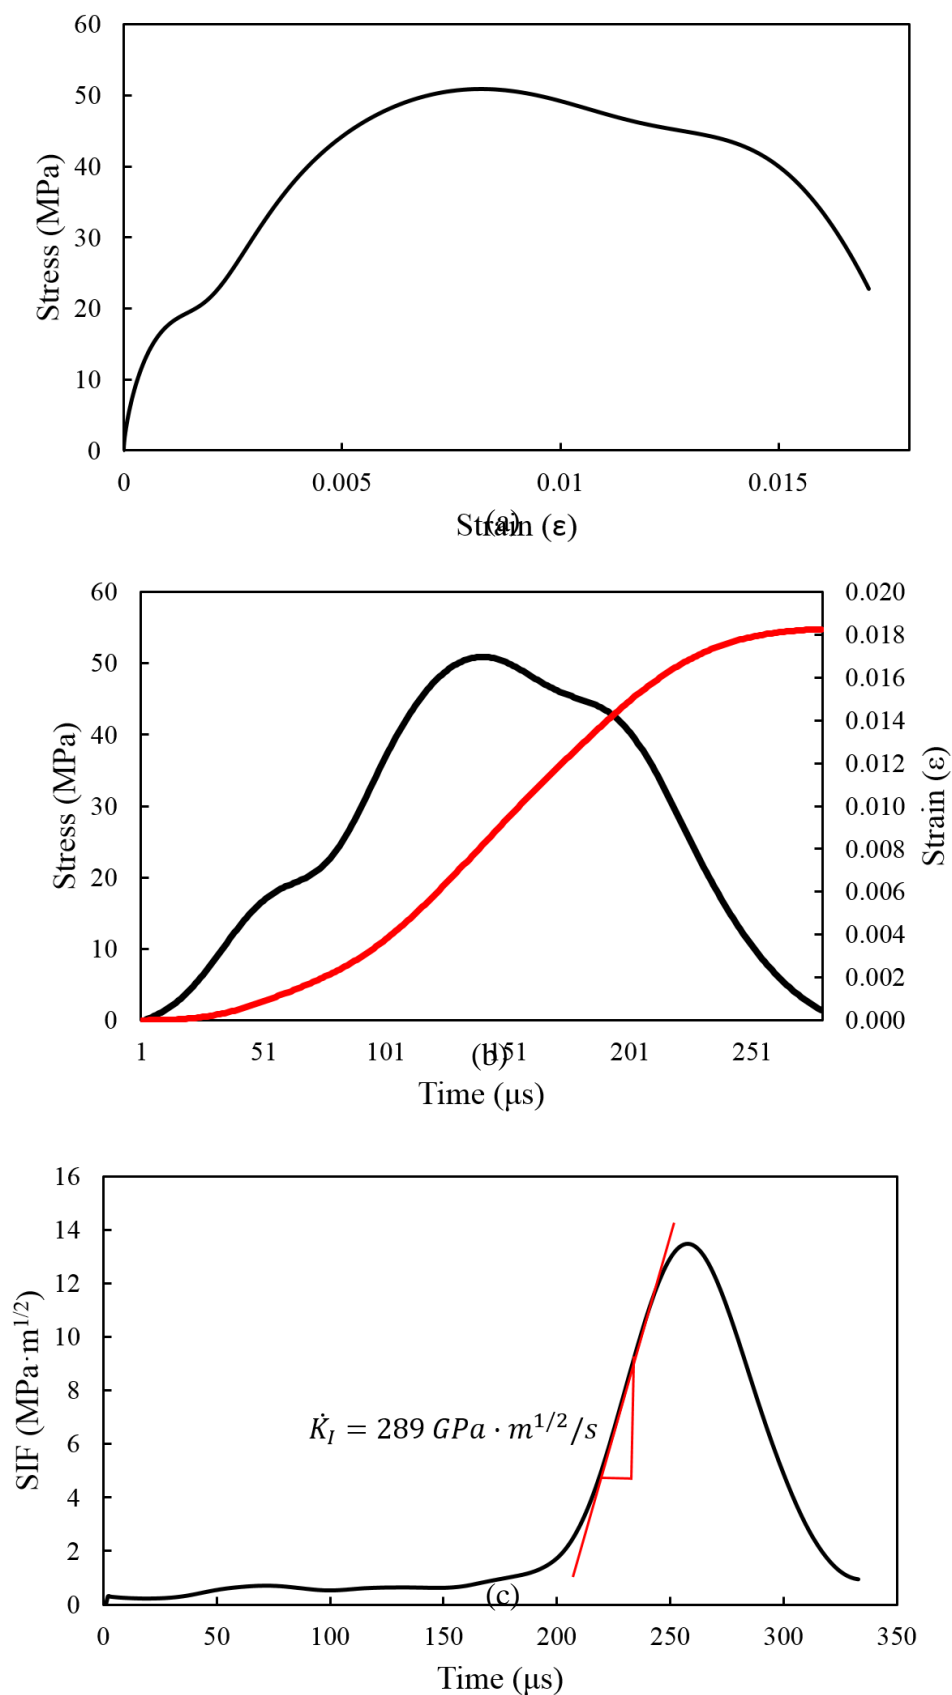 60
50
40
30
20
10
0
Stress (MPa)
0 0.005 0.01 0.015
Strain (ε)
(a)
60
50
40
30
20
10
0
Stress (MPa)
0.020
0.018
0.016
0.014
0.012
0.010
0.008
0.006
0.004
0.002
0.000
Strain (ε)
1 51 101 151 201 251
(b)
Time (μs)
16
14
12
10
8
6
4
2
0
SIF (MPa·m^{1/2})
K̇_I = 289 GPa · m^{1/2}/s
(c)
0 50 100 150 200 250 300 350
Time (μs)